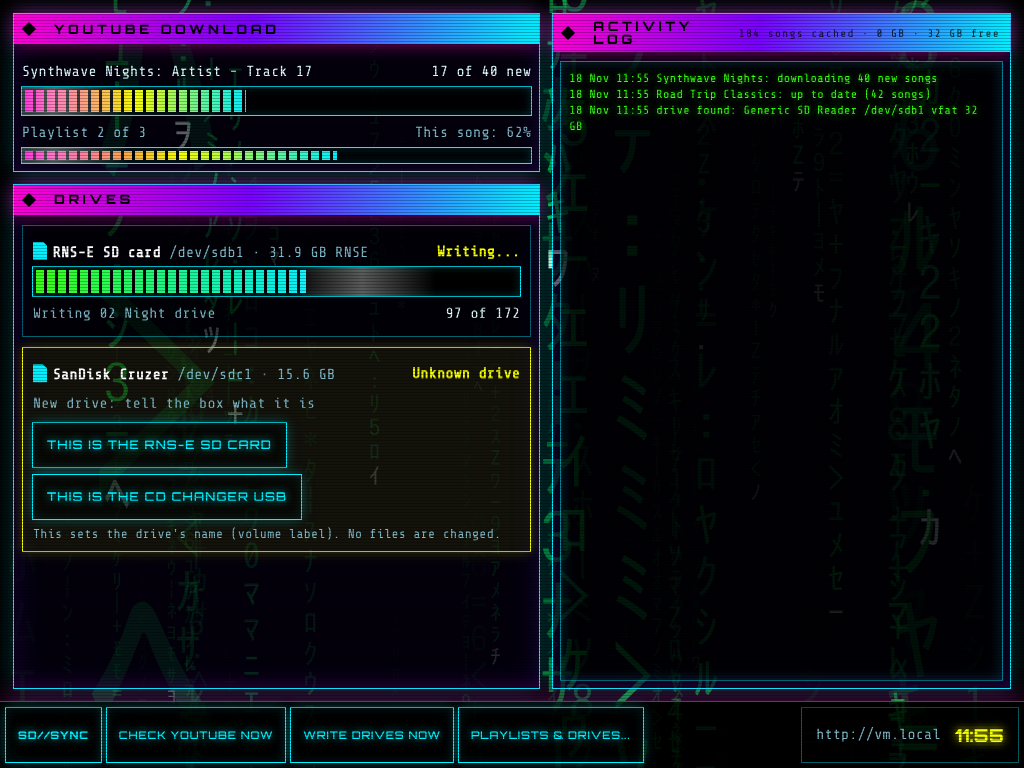 YOUTUBE DOWNLOAD
Synthwave Nights: Artist - Track 17 17 of 40 new
Playlist 2 of 3 This song: 62%
DRIVES
RNS-E SD card /dev/sdb1 · 31.9 GB RNSE Writing...
Writing 02 Night drive 97 of 172
SanDisk Cruzer /dev/sdc1 · 15.6 GB Unknown drive
New drive: tell the box what it is
THIS IS THE RNS-E SD CARD
THIS IS THE CD CHANGER USB
This sets the drive's name (volume label). No files are changed.
ACTIVITY
LOG
184 songs cached · 0 GB · 32 GB free
18 Nov 11:55 Synthwave Nights: downloading 40 new songs
18 Nov 11:55 Road Trip Classics: up to date (42 songs)
18 Nov 11:55 drive found: Generic SD Reader /dev/sdb1 vfat 32
GB
SD//SYNC CHECK YOUTUBE NOW WRITE DRIVES NOW PLAYLISTS & DRIVES... http://vm.local 11:55